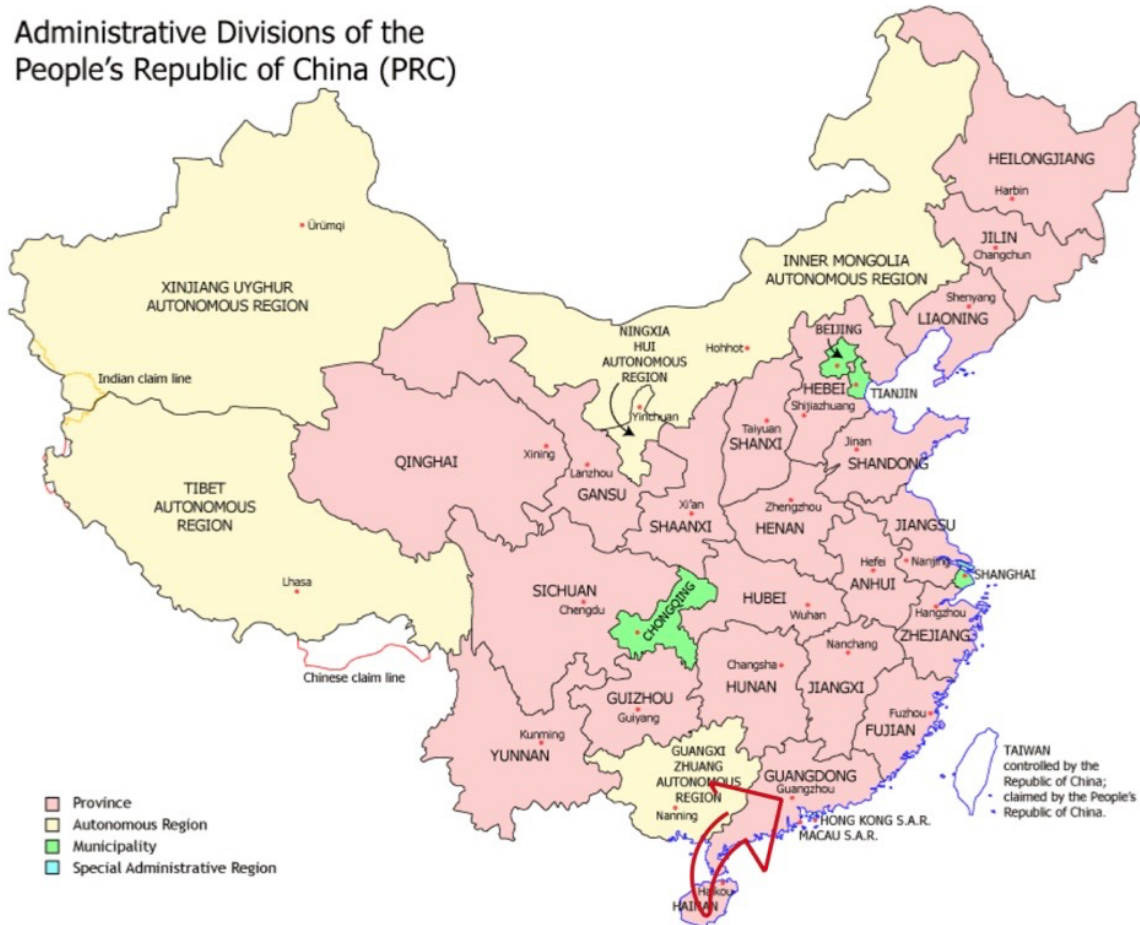 Administrative Divisions of the
People's Republic of China (PRC)
HEILONGJIANG
Harbin
JILIN
Changchun
Ürümqi
INNER MONGOLIA
AUTONOMOUS REGION
XINJIANG UYGHUR
AUTONOMOUS REGION
Shenyang
LIAONING
NINGXIA
HUI
AUTONOMOUS
REGION
BEIJING
Hohhot
Indian claim line
HEBEI
TIANJIN
Shijiazhuang
Yinchuan
Taiyuan
SHANXI
Jinan
SHANDONG
QINGHAI
Xining
Lanzhou
GANSU
TIBET
AUTONOMOUS
REGION
Xi'an
SHAANXI
Zhengzhou
HENAN
JIANGSU
Hefei
ANHUI
Nanjing
SHANGHAI
Lhasa
SICHUAN
Chengdu
CHONGQING
HUBEI
Wuhan
Hangzhou
ZHEJIANG
Nanchang
Changsha
HUNAN
JIANGXI
Chinese claim line
GUIZHOU
Guiyang
Fuzhou
FUJIAN
Kunming
YUNNAN
GUANGXI
ZHUANG
AUTONOMOUS
REGION
Nanning
GUANGDONG
Guangzhou
TAIWAN
controlled by the
Republic of China;
claimed by the People's
Republic of China.
HONG KONG S.A.R.
MACAU S.A.R.
Haikou
HAINAN
Province
Autonomous Region
Municipality
Special Administrative Region